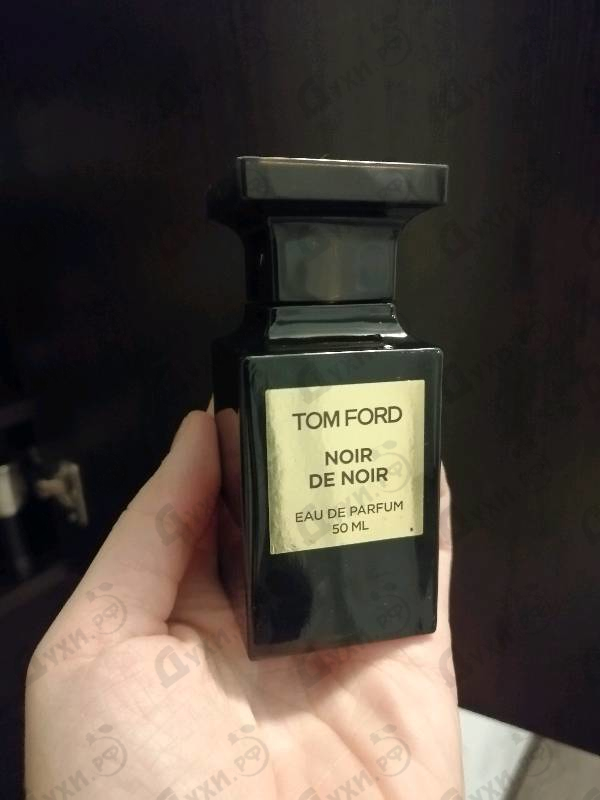 TOM FORD
NOIR
DE NOIR
EAU DE PARFUM
50 ML
Духи.РФ